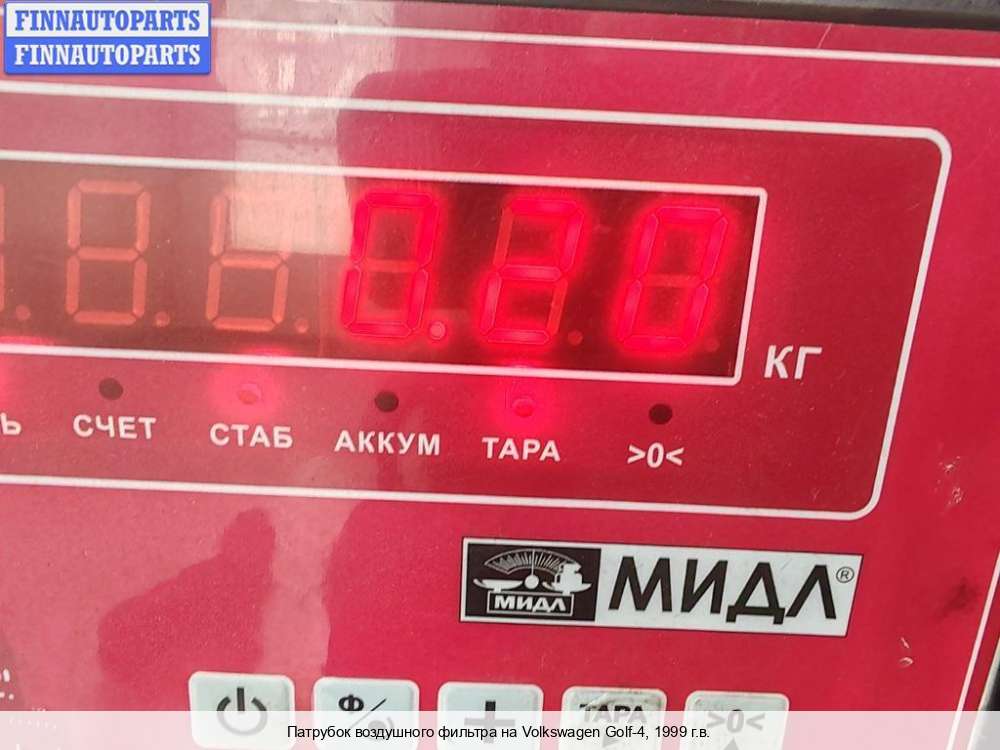 FINNAUTOPARTS
FINNAUTOPARTS
0.20
КГ
Ь СЧЕТ СТАБ АККУМ ТАРА >0<
МИДЛ МИДЛ®
Ф/
+
ТАРА >0<
Патрубок воздушного фильтра на Volkswagen Golf-4, 1999 г.в.